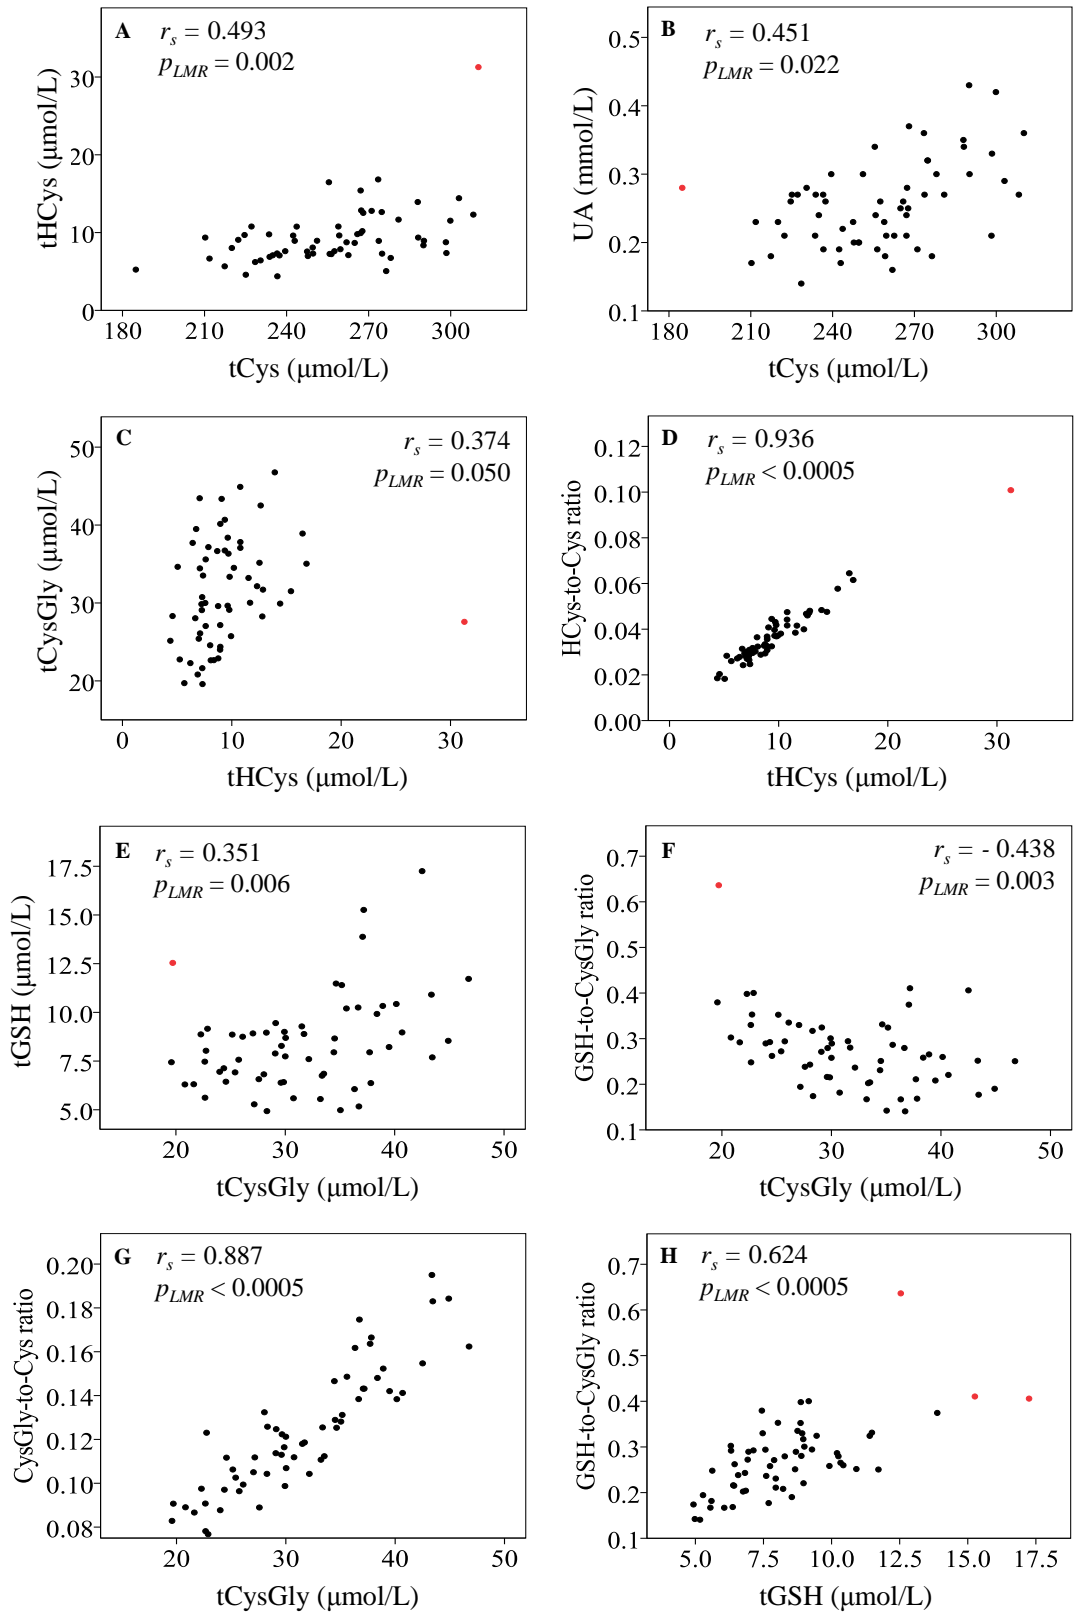 A
r_s = 0.493
p_LMR = 0.002
30
20
10
0
180 210 240 270 300
tHCys (μmol/L)
tCys (μmol/L)
B
r_s = 0.451
p_LMR = 0.022
0.5
0.4
0.3
0.2
0.1
180 210 240 270 300
UA (mmol/L)
tCys (μmol/L)
C
r_s = 0.374
p_LMR = 0.050
50
40
30
20
0 10 20 30
tCysGly (μmol/L)
tHCys (μmol/L)
D
r_s = 0.936
p_LMR < 0.0005
0.12
0.10
0.08
0.06
0.04
0.02
0.00
0 10 20 30
HCys-to-Cys ratio
tHCys (μmol/L)
E
r_s = 0.351
p_LMR = 0.006
17.5
15.0
12.5
10.0
7.5
5.0
20 30 40 50
tGSH (μmol/L)
tCysGly (μmol/L)
F
r_s = - 0.438
p_LMR = 0.003
0.7
0.6
0.5
0.4
0.3
0.2
0.1
20 30 40 50
GSH-to-CysGly ratio
tCysGly (μmol/L)
G
r_s = 0.887
p_LMR < 0.0005
0.20
0.18
0.16
0.14
0.12
0.10
0.08
20 30 40 50
CysGly-to-Cys ratio
tCysGly (μmol/L)
H
r_s = 0.624
p_LMR < 0.0005
0.7
0.6
0.5
0.4
0.3
0.2
0.1
5.0 7.5 10.0 12.5 15.0 17.5
GSH-to-CysGly ratio
tGSH (μmol/L)